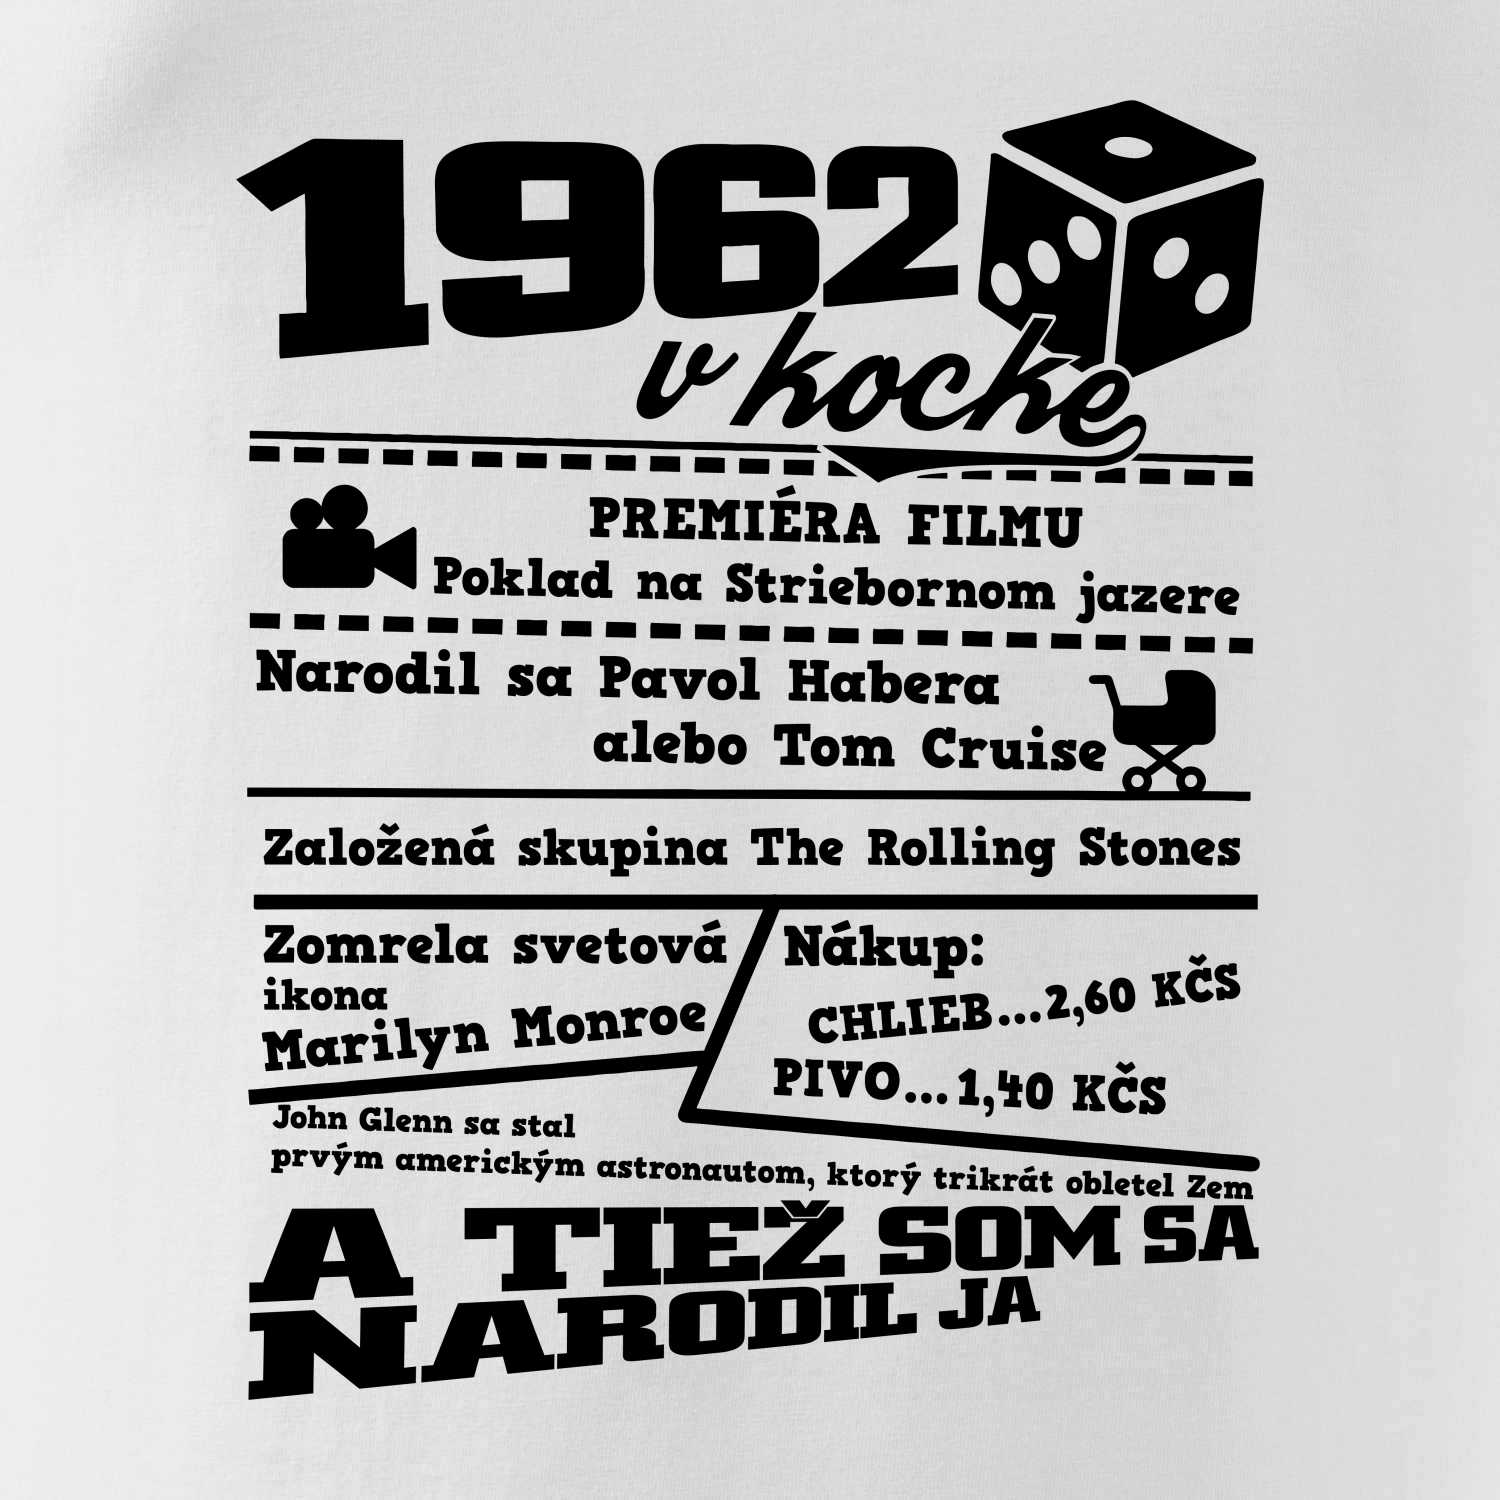 1962
v kocke
PREMIÉRA FILMU
Poklad na Striebornom jazere
Narodil sa Pavol Habera
alebo Tom Cruise
Založená skupina The Rolling Stones
Zomrela svetová
ikona
Marilyn Monroe
Nákup:
CHLIEB...2,60 KČS
PIVO...1,40 KČS
John Glenn sa stal
prvým americkým astronautom, ktorý trikrát obletel Zem
A TIEŽ SOM SA
NARODIL JA